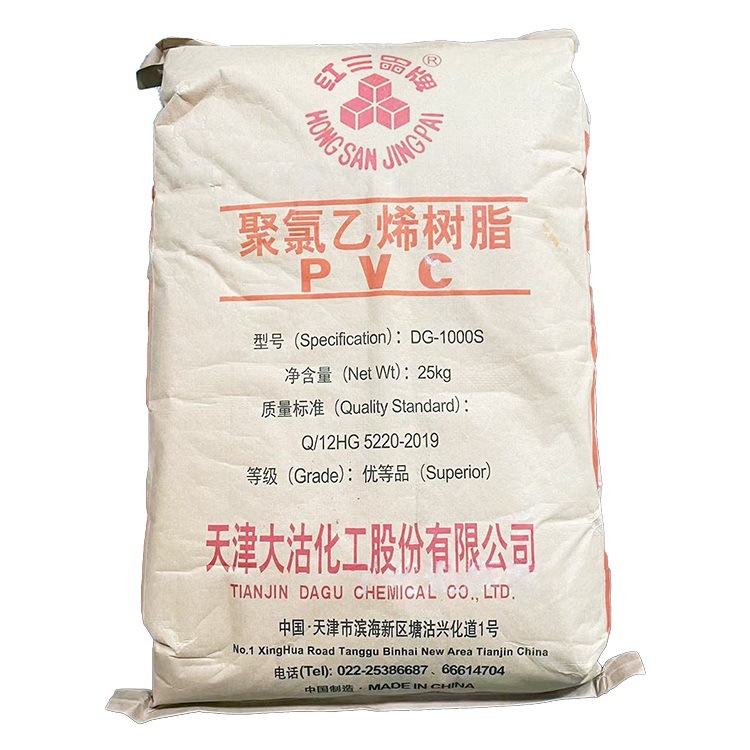 红三晶牌®
HONG SAN JING PAI
聚氯乙烯树脂
PVC
型号(Specification): DG-1000S
净含量(Net Wt): 25kg
质量标准(Quality Standard):
Q/12HG 5220-2019
等级(Grade): 优等品(Superior)
天津大沽化工股份有限公司
TIANJIN DAGU CHEMICAL CO.,LTD.
中国·天津市滨海新区塘沽兴化道1号
No.1 XingHua Road Tanggu Binhai New Area Tianjin China
电话(Tel): 022-25386687、66614704
中国制造·MADE IN CHINA